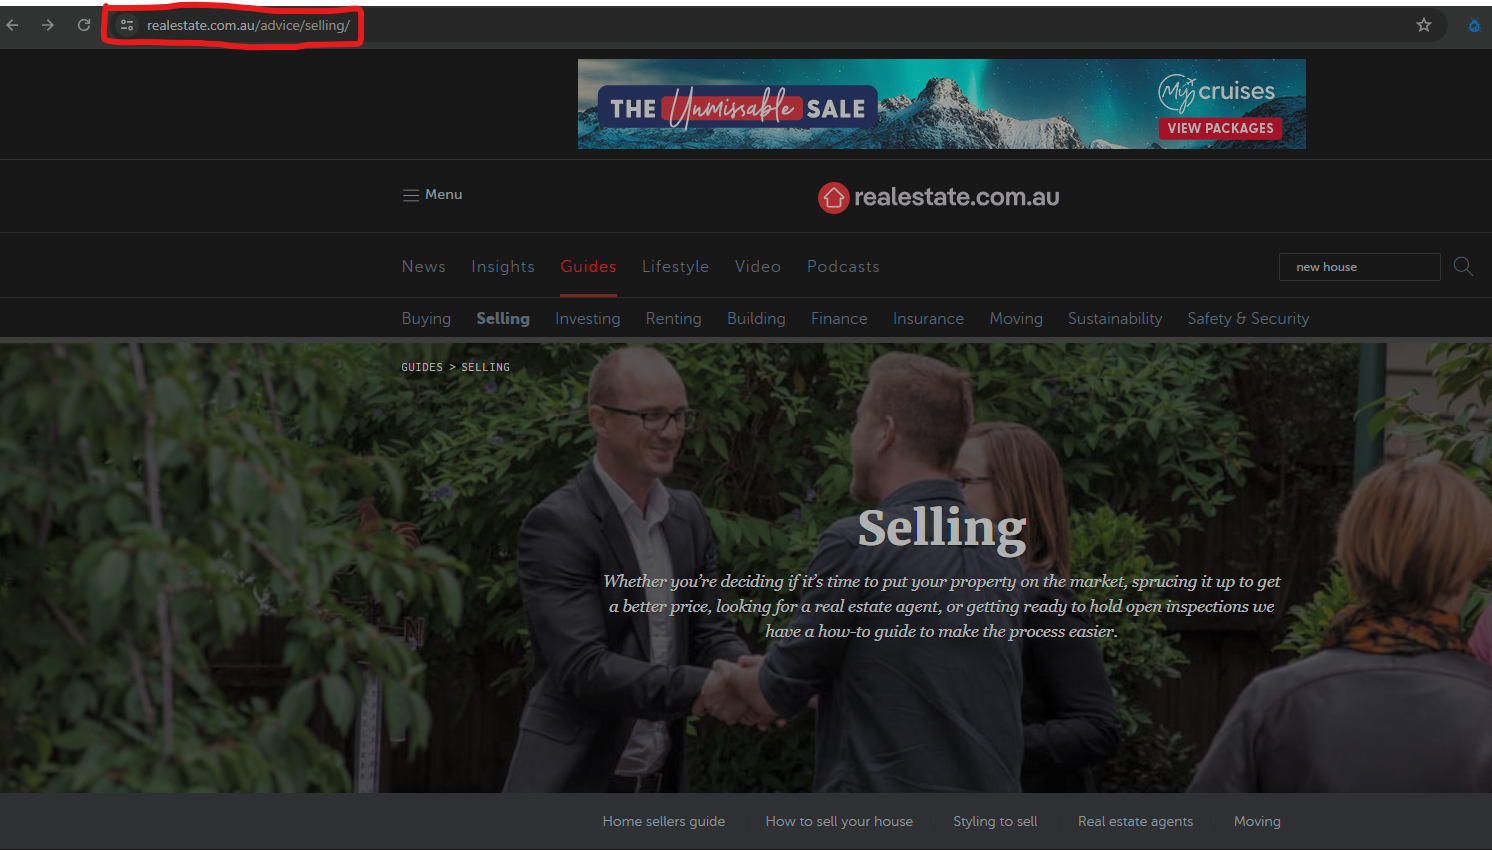 realestate.com.au/advice/selling/
THE Unmissable SALE
My cruises
VIEW PACKAGES
Menu
realestate.com.au
News Insights Guides Lifestyle Video Podcasts
new house
Buying Selling Investing Renting Building Finance Insurance Moving Sustainability Safety & Security
GUIDES > SELLING
Selling
Whether you’re deciding if it’s time to put your property on the market, sprucing it up to get
a better price, looking for a real estate agent, or getting ready to hold open inspections we
have a how-to guide to make the process easier.
Home sellers guide How to sell your house Styling to sell Real estate agents Moving